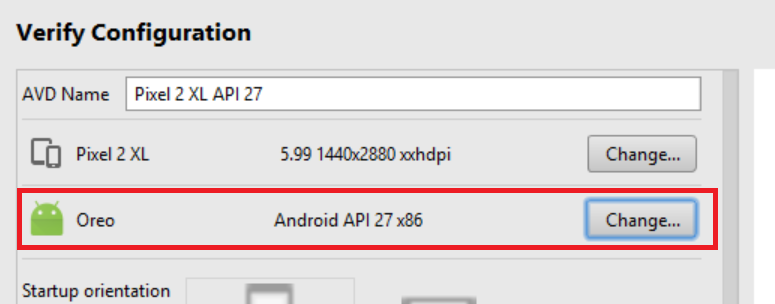 Verify Configuration
AVD Name Pixel 2 XL API 27
Pixel 2 XL 5.99 1440x2880 xxhdpi Change...
Oreo Android API 27 x86 Change...
Startup orientation